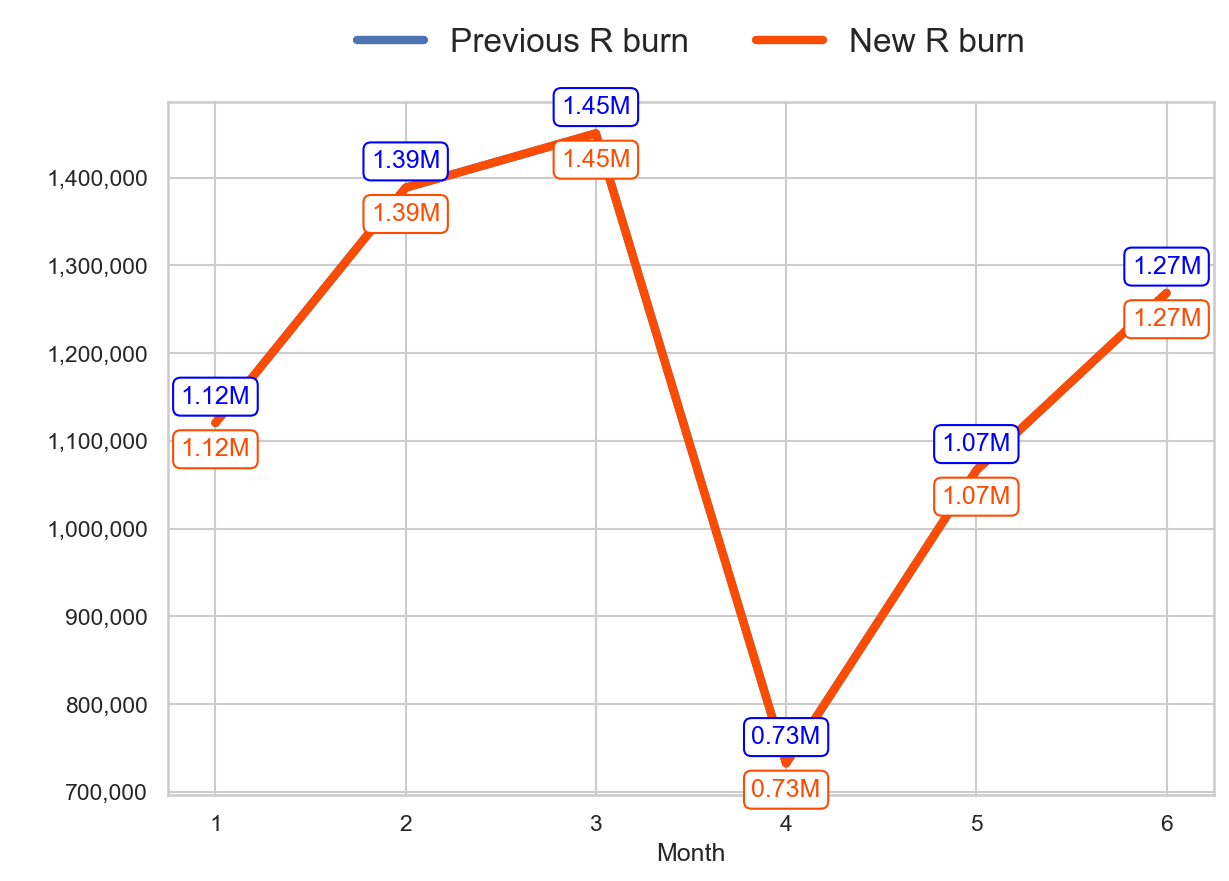 Previous R burn New R burn
1.45M
1.39M
1.45M
1,400,000
1.39M
1,300,000
1.27M
1.27M
1,200,000
1.12M
1,100,000
1.12M
1.07M
1.07M
1,000,000
900,000
800,000
0.73M
0.73M
700,000
1 2 3 4 5 6
Month